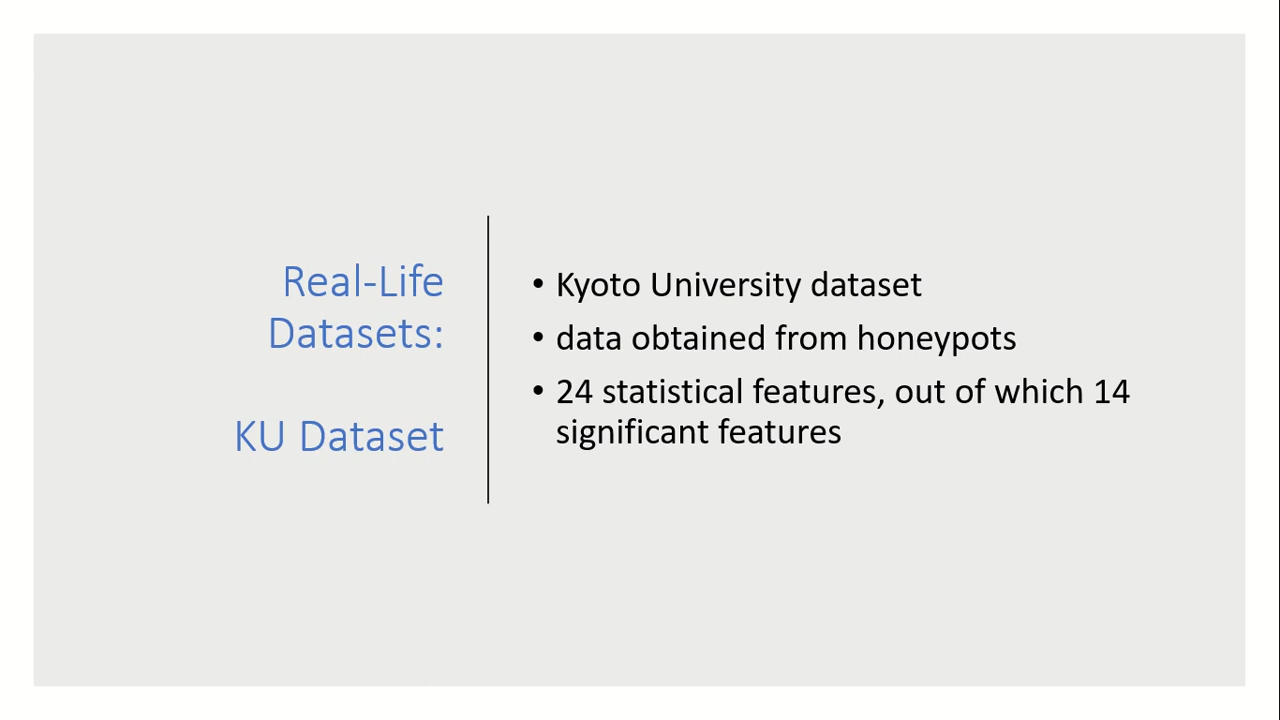 Real-Life
Datasets:
KU Dataset
• Kyoto University dataset
• data obtained from honeypots
• 24 statistical features, out of which 14
significant features